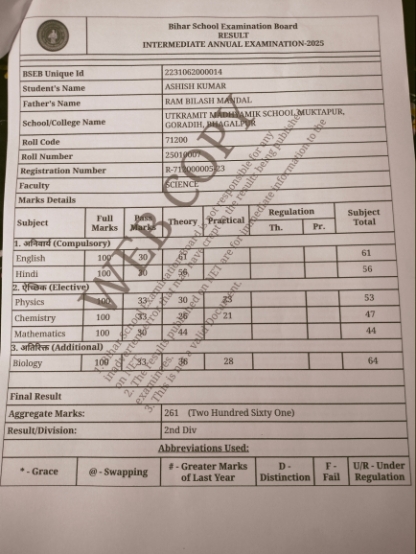 Bihar School Examination Board
RESULT
INTERMEDIATE ANNUAL EXAMINATION-2025
BSEB Unique Id 2231062000014
Student's Name ASHISH KUMAR
Father's Name RAM BILASH MANDAL
School/College Name UTKRAMIT MADHYAMIK SCHOOL, MUKTAPUR,
GORADIH, BHAGALPUR
Roll Code 71200
Roll Number
Registration Number
Faculty SCIENCE
Marks Details
Subject Full Marks Pass Marks Theory Practical Regulation Th. Pr. Subject Total
1. अनिवार्य (Compulsory)
English 100 30 61 61
Hindi 100 30 56 56
2. ऐच्छिक (Elective)
Physics 100 33 30 23 53
Chemistry 100 33 26 21 47
Mathematics 100 30 44 44
3. अतिरिक्त (Additional)
Biology 100 33 36 28 64
Final Result
Aggregate Marks: 261 (Two Hundred Sixty One)
Result/Division: 2nd Div
Abbreviations Used:
* - Grace @ - Swapping # - Greater Marks of Last Year D - Distinction F - Fail U/R - Under Regulation
WEB COPY
3. This is not a valid Document.